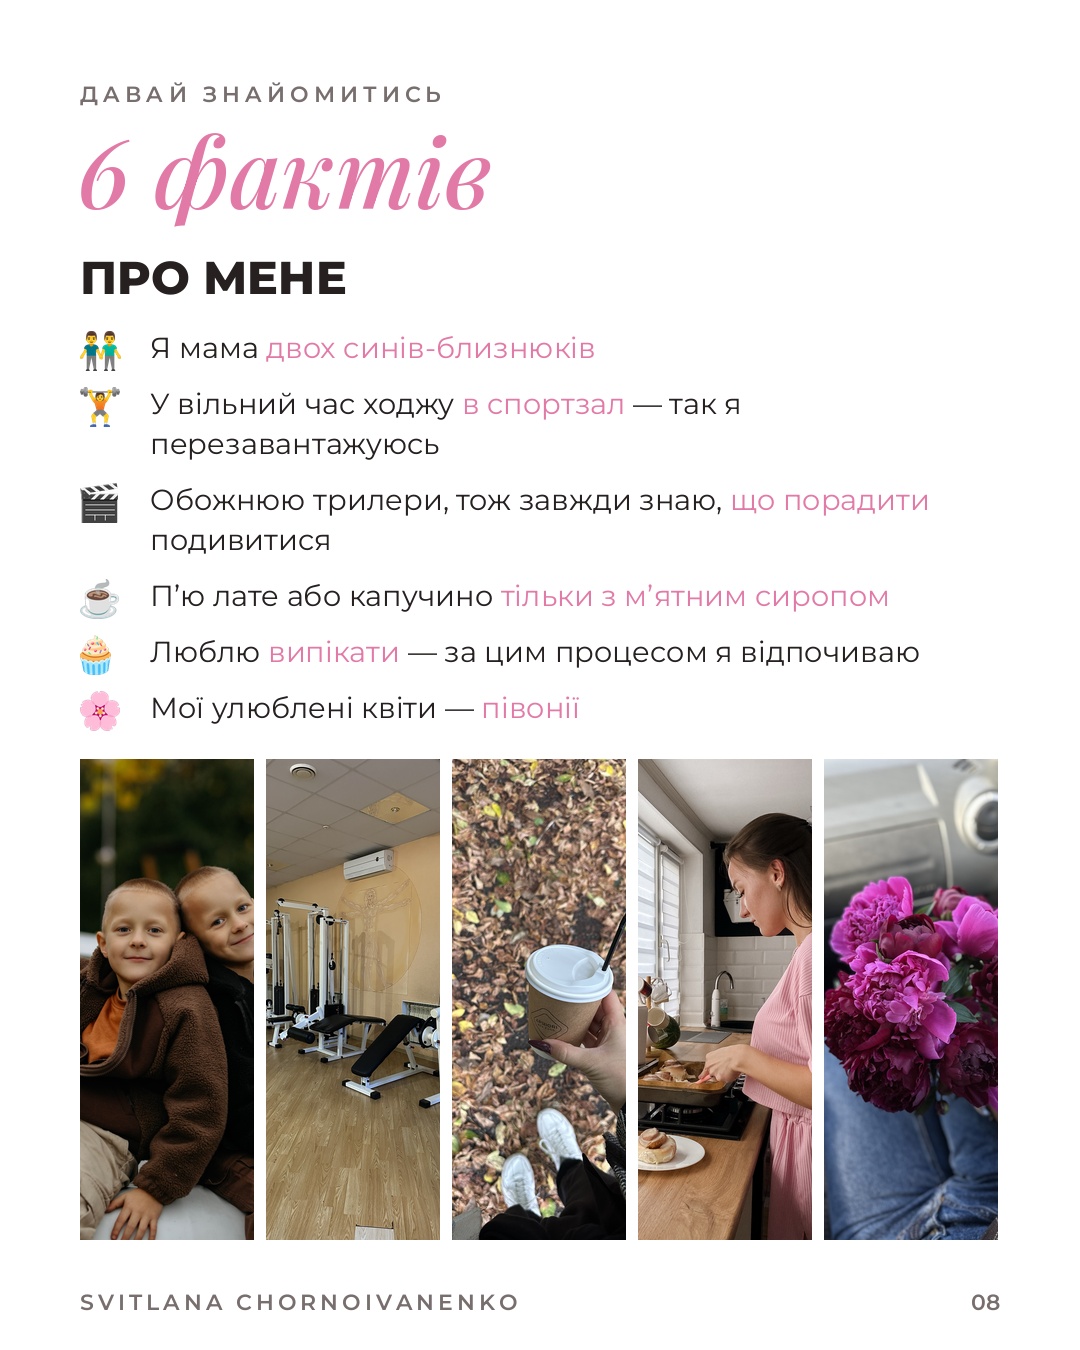 ДАВАЙ ЗНАЙОМИТИСЬ
6 фактів
ПРО МЕНЕ
Я мама двох синів-близнюків
У вільний час ходжу в спортзал — так я
перезавантажуюсь
Обожнюю трилери, тож завжди знаю, що порадити
подивитися
П’ю лате або капучино тільки з м’ятним сиропом
Люблю випікати — за цим процесом я відпочиваю
Мої улюблені квіти — півонії
SVITLANA CHORNOIVANENKO
08